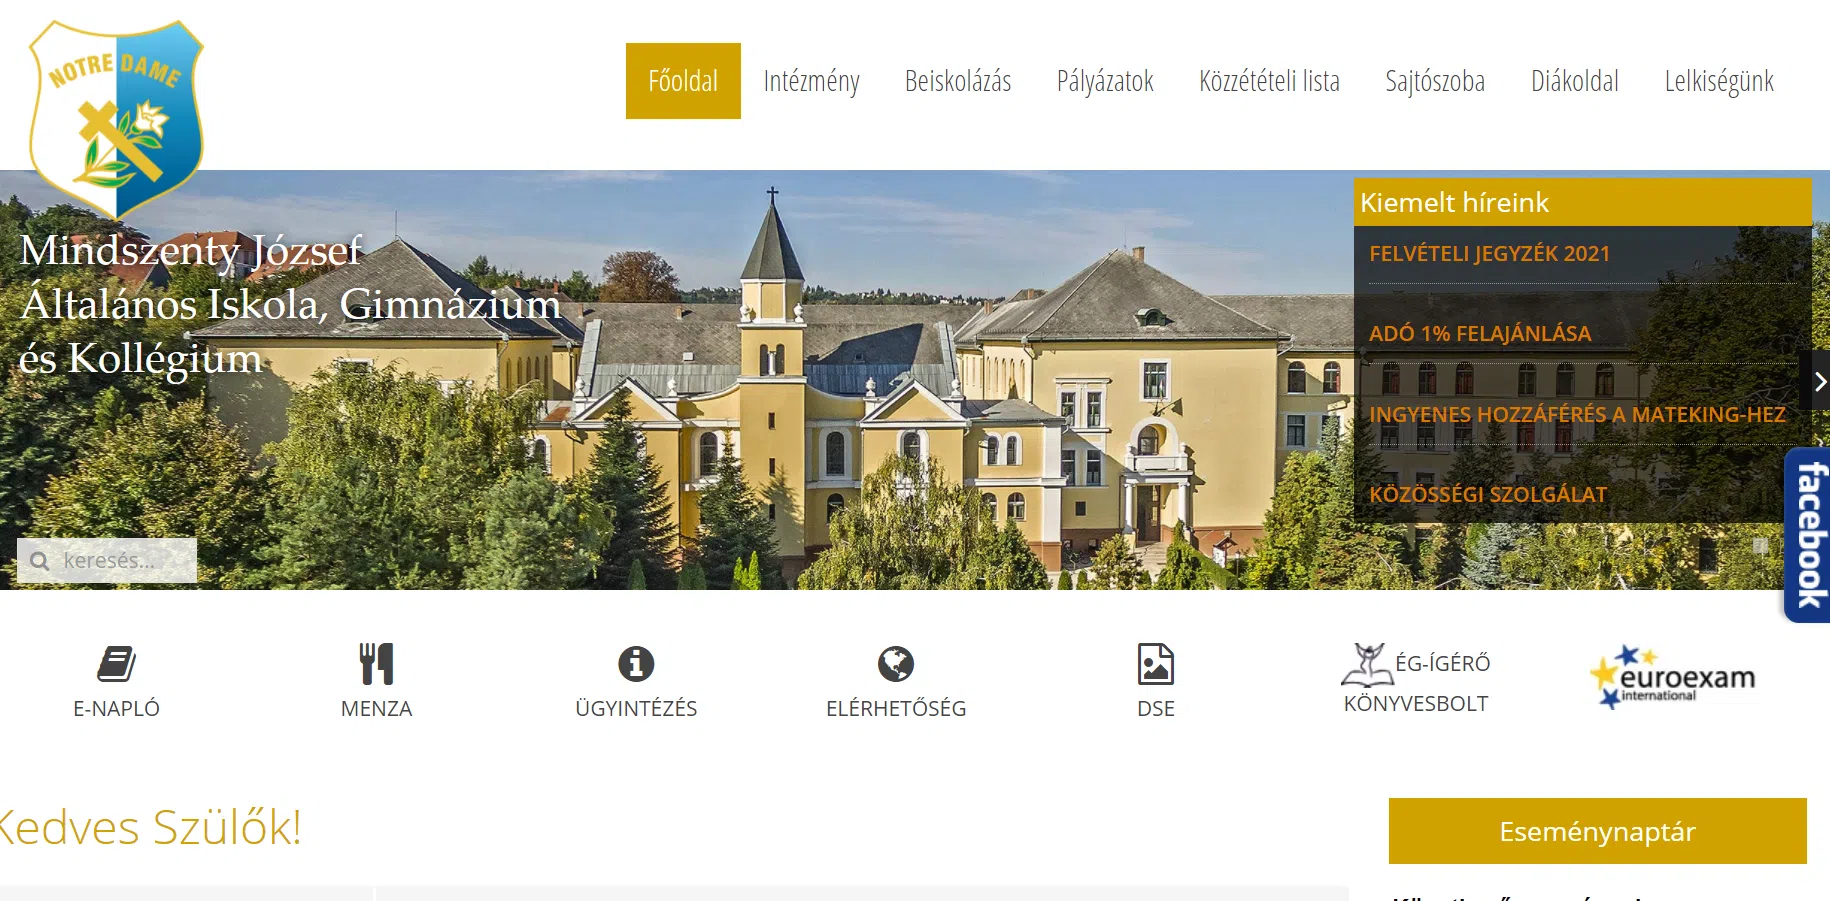 NOTRE DAME
Főoldal
Intézmény
Beiskolázás
Pályázatok
Közzétételi lista
Sajtószoba
Diákoldal
Lelkiségünk
Mindszenty József
Általános Iskola, Gimnázium
és Kollégium
Kiemelt híreink
FELVÉTELI JEGYZÉK 2021
ADÓ 1% FELAJÁNLÁSA
INGYENES HOZZÁFÉRÉS A MATEKING-HEZ
KÖZÖSSÉGI SZOLGÁLAT
facebook
keresés...
E-NAPLÓ
MENZA
ÜGYINTÉZÉS
ELÉRHETŐSÉG
DSE
ÉG-ÍGÉRŐ
KÖNYVESBOLT
euroexam
international
Kedves Szülők!
Eseménynaptár